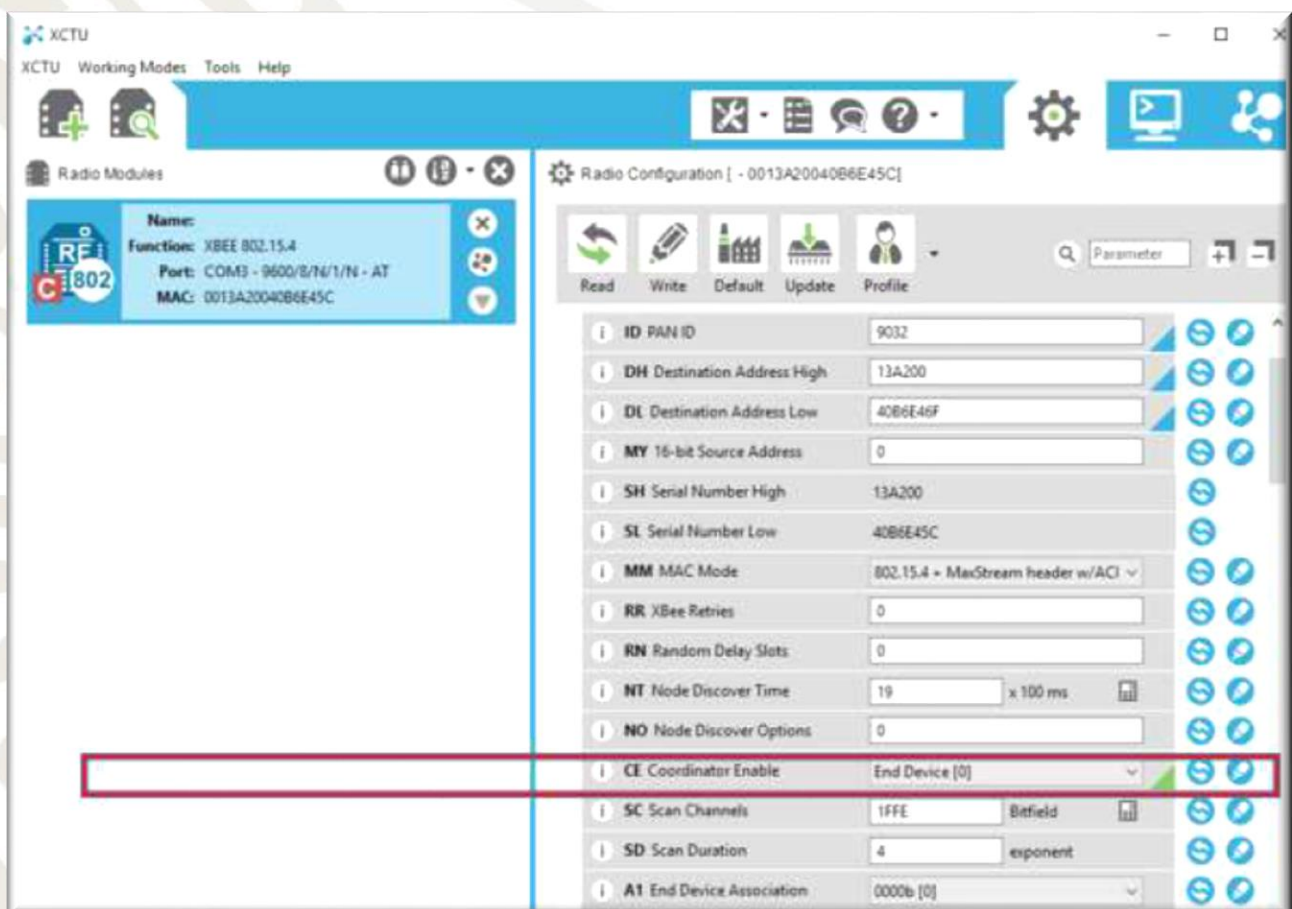 XCTU
XCTU Working Modes Tools Help
Radio Modules
Name:
Function: XBEE 802.15.4
Port: COM3 - 9600/8/N/1/N - AT
MAC: 0013A20040B6E45C
RE
802
C
Radio Configuration [ - 0013A20040B6E45C]
Read Write Default Update Profile
Parameter
i ID PAN ID 9032
i DH Destination Address High 13A200
i DL Destination Address Low 40B6E46F
i MY 16-bit Source Address 0
i SH Serial Number High 13A200
i SL Serial Number Low 40B6E45C
i MM MAC Mode 802.15.4 + MaxStream header w/ACI
i RR XBee Retries 0
i RN Random Delay Slots 0
i NT Node Discover Time 19 x 100 ms
i NO Node Discover Options 0
i CE Coordinator Enable End Device [0]
i SC Scan Channels 1FFE Bitfield
i SD Scan Duration 4 exponent
i A1 End Device Association 0000b [0]